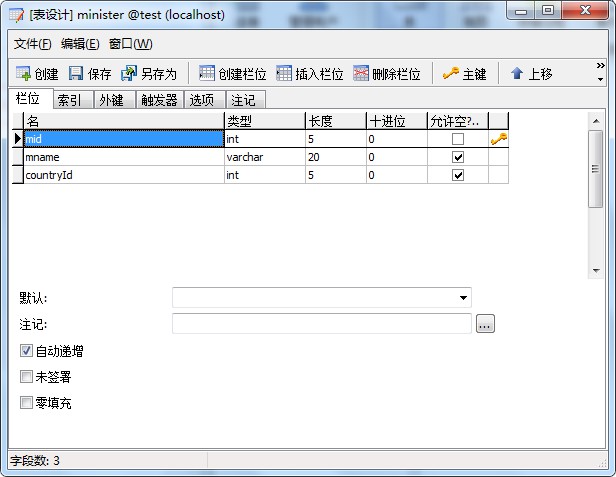 [表设计] minister @test (localhost)
文件(F) 编辑(E) 窗口(W)
创建 保存 另存为 创建栏位 插入栏位 删除栏位 主键 上移
栏位 索引 外键 触发器 选项 注记
名 类型 长度 十进位 允许空?..
mid int 5 0
mname varchar 20 0
countryId int 5 0
默认:
注记:
...
自动递增
未签署
零填充
字段数: 3